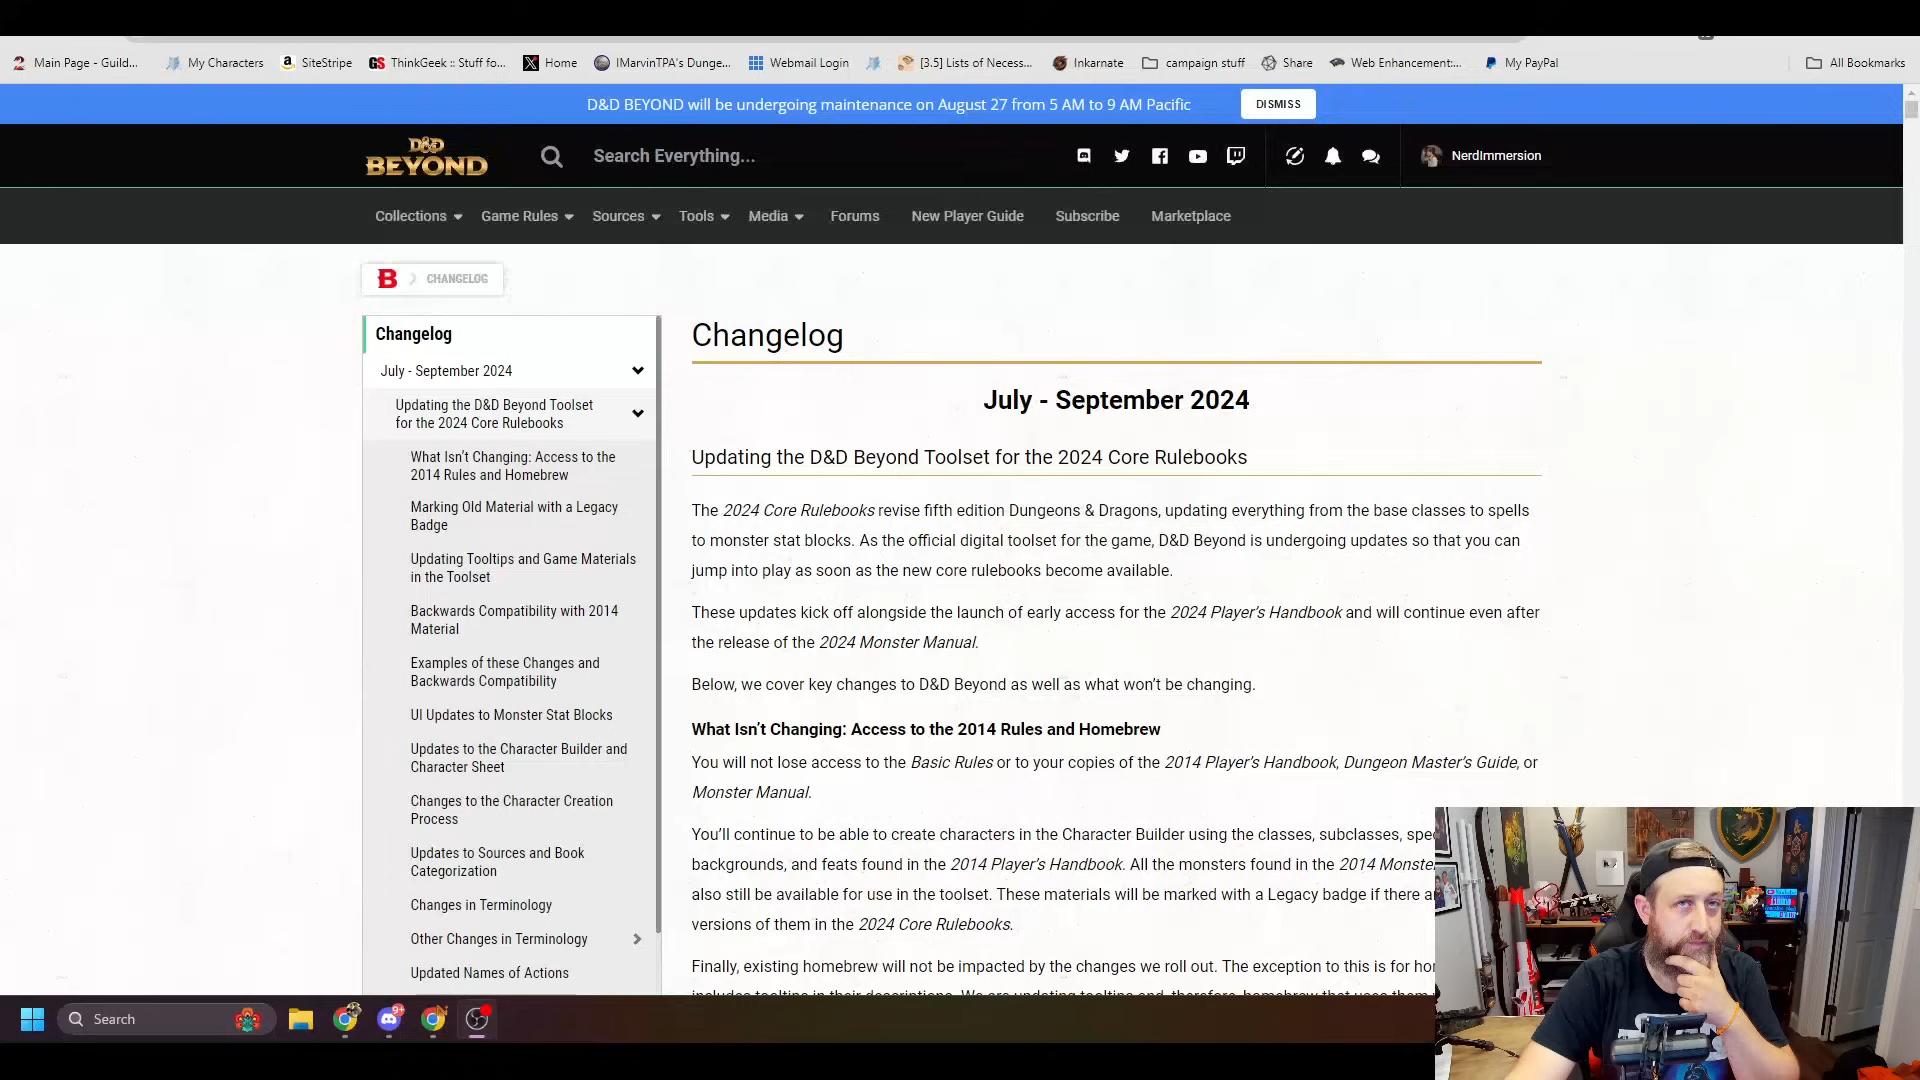 Main Page - Guild...
My Characters
SiteStripe
ThinkGeek :: Stuff fo...
Home
IMarvinTPA's Dunge...
Webmail Login
[3.5] Lists of Necess...
Inkarnate
campaign stuff
Share
Web Enhancement:...
My PayPal
All Bookmarks
D&D BEYOND will be undergoing maintenance on August 27 from 5 AM to 9 AM Pacific
DISMISS
D&D
BEYOND
Search Everything...
NerdImmersion
Collections
Game Rules
Sources
Tools
Media
Forums
New Player Guide
Subscribe
Marketplace
B
CHANGELOG
Changelog
July - September 2024
Updating the D&D Beyond Toolset
for the 2024 Core Rulebooks
What Isn't Changing: Access to the
2014 Rules and Homebrew
Marking Old Material with a Legacy
Badge
Updating Tooltips and Game Materials
in the Toolset
Backwards Compatibility with 2014
Material
Examples of these Changes and
Backwards Compatibility
UI Updates to Monster Stat Blocks
Updates to the Character Builder and
Character Sheet
Changes to the Character Creation
Process
Updates to Sources and Book
Categorization
Changes in Terminology
Other Changes in Terminology
Updated Names of Actions
Changelog
July - September 2024
Updating the D&D Beyond Toolset for the 2024 Core Rulebooks
The 2024 Core Rulebooks revise fifth edition Dungeons & Dragons, updating everything from the base classes to spells
to monster stat blocks. As the official digital toolset for the game, D&D Beyond is undergoing updates so that you can
jump into play as soon as the new core rulebooks become available.
These updates kick off alongside the launch of early access for the 2024 Player's Handbook and will continue even after
the release of the 2024 Monster Manual.
Below, we cover key changes to D&D Beyond as well as what won't be changing.
What Isn't Changing: Access to the 2014 Rules and Homebrew
You will not lose access to the Basic Rules or to your copies of the 2014 Player's Handbook, Dungeon Master's Guide, or
Monster Manual.
You'll continue to be able to create characters in the Character Builder using the classes, subclasses, spe
backgrounds, and feats found in the 2014 Player's Handbook. All the monsters found in the 2014 Monste
also still be available for use in the toolset. These materials will be marked with a Legacy badge if there a
versions of them in the 2024 Core Rulebooks.
Finally, existing homebrew will not be impacted by the changes we roll out. The exception to this is for ho
includes tooltips in their descriptions. We are updating tooltips and, therefore, homebrew that uses them
Search
9+